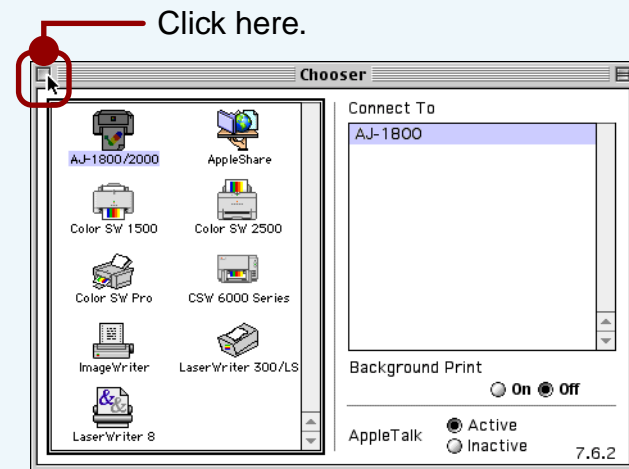 Click here.
Chooser
AJ-1800/2000
AppleShare
Color SW 1500
Color SW 2500
Color SW Pro
CSW 6000 Series
ImageWriter
LaserWriter 300/LS
LaserWriter 8
Connect To
AJ-1800
Background Print
On Off
AppleTalk
Active
Inactive
7.6.2